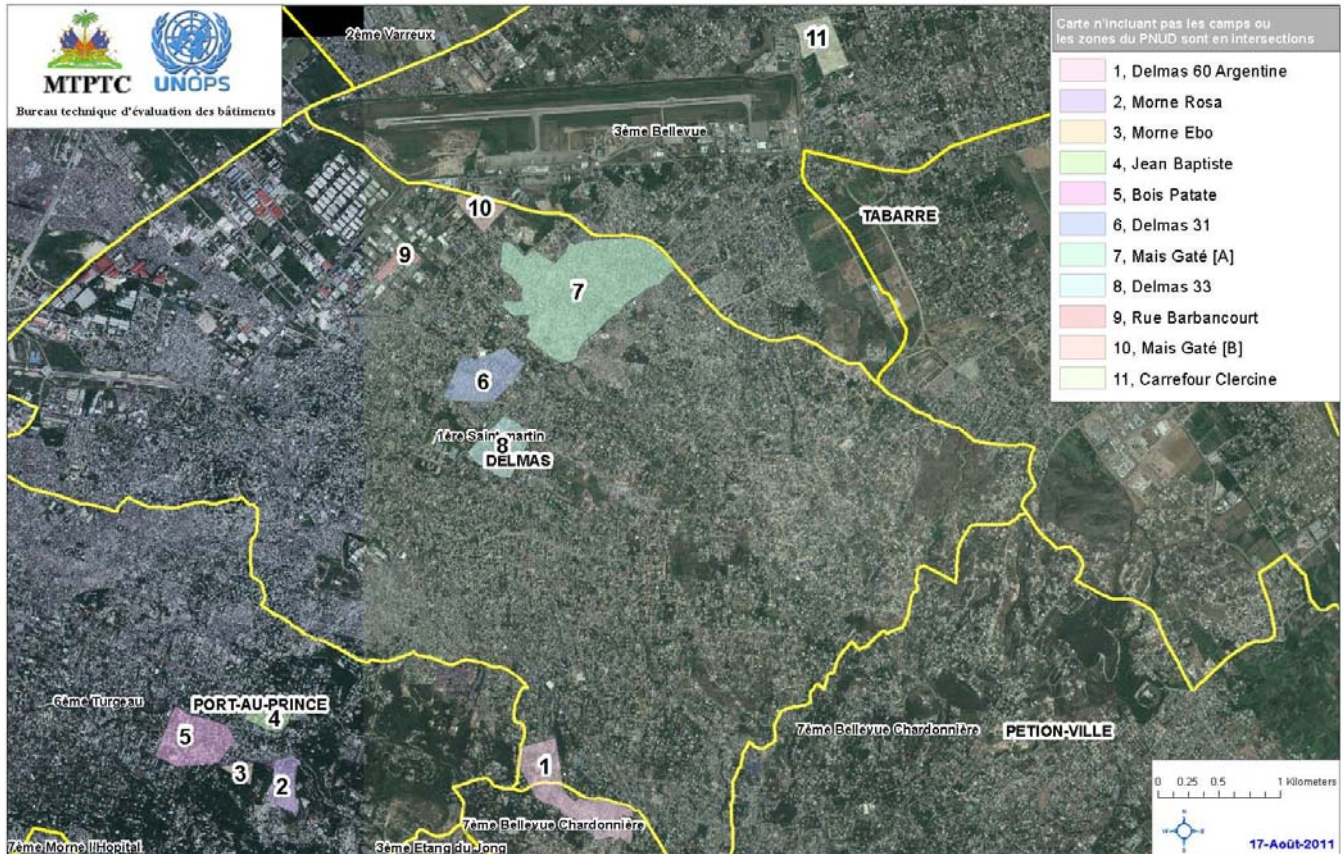 MTPTC
UNOPS
Bureau technique d'évaluation des bâtiments
2ème Varreux
11
3ème Bellevue
Carte n'incluant pas les camps ou
les zones du PNUD sont en intersections
1, Delmas 60 Argentine
2, Morne Rosa
3, Morne Ebo
4, Jean Baptiste
5, Bois Patate
6, Delmas 31
7, Mais Gaté [A]
8, Delmas 33
9, Rue Barbancourt
10, Mais Gaté [B]
11, Carrefour Clercine
10
TABARRE
9
7
6
1ère Saint martin
8
DELMAS
6ème Turgeau
PORT-AU-PRINCE
4
5
3
2
1
7ème Bellevue Chardonnière
PETION-VILLE
7ème Bellevue Chardonnière
7ème Morne l'Hopital
3ème Etang du Jong
0 0.25 0.5 1 Kilometers
N
W E
S
17-Août-2011